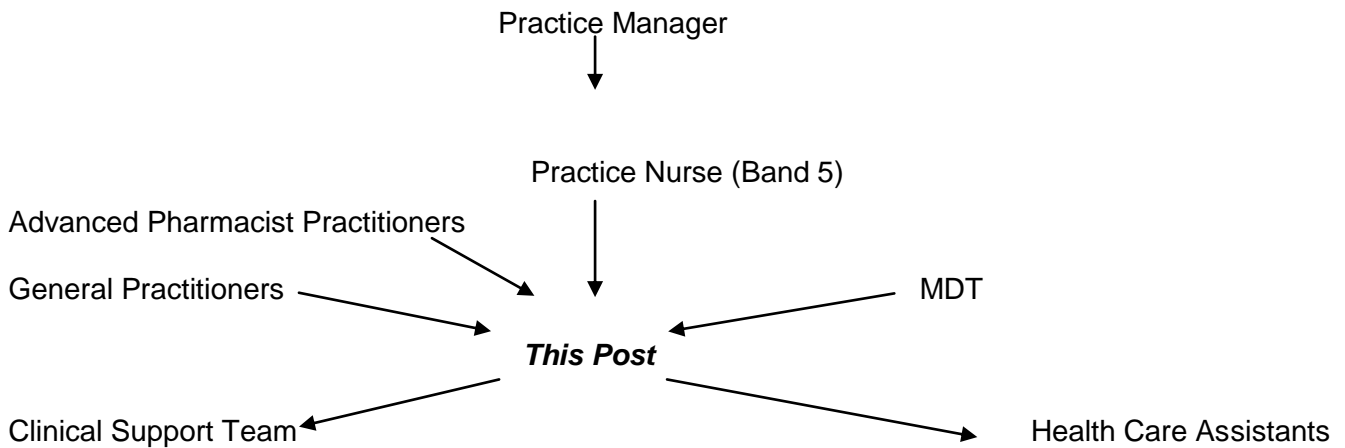 Practice Manager
Practice Nurse (Band 5)
Advanced Pharmacist Practitioners
General Practitioners
MDT
This Post
Clinical Support Team
Health Care Assistants